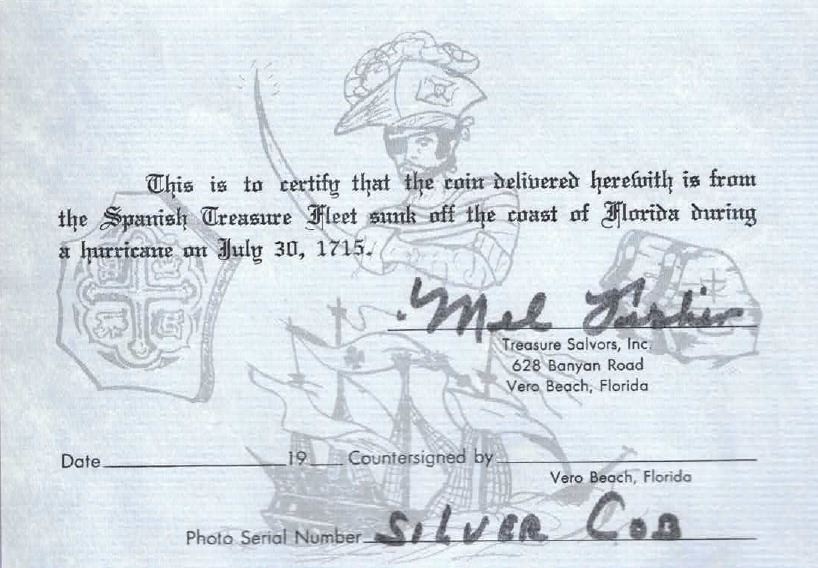 This is to certify that the coin delivered herewith is from
the Spanish Treasure Fleet sunk off the coast of Florida during
a hurricane on July 30, 1715.
Mel Fisher
Treasure Salvors, Inc.
628 Banyan Road
Vero Beach, Florida
Date 19 Countersigned by
Vero Beach, Florida
Photo Serial Number SILVER COB